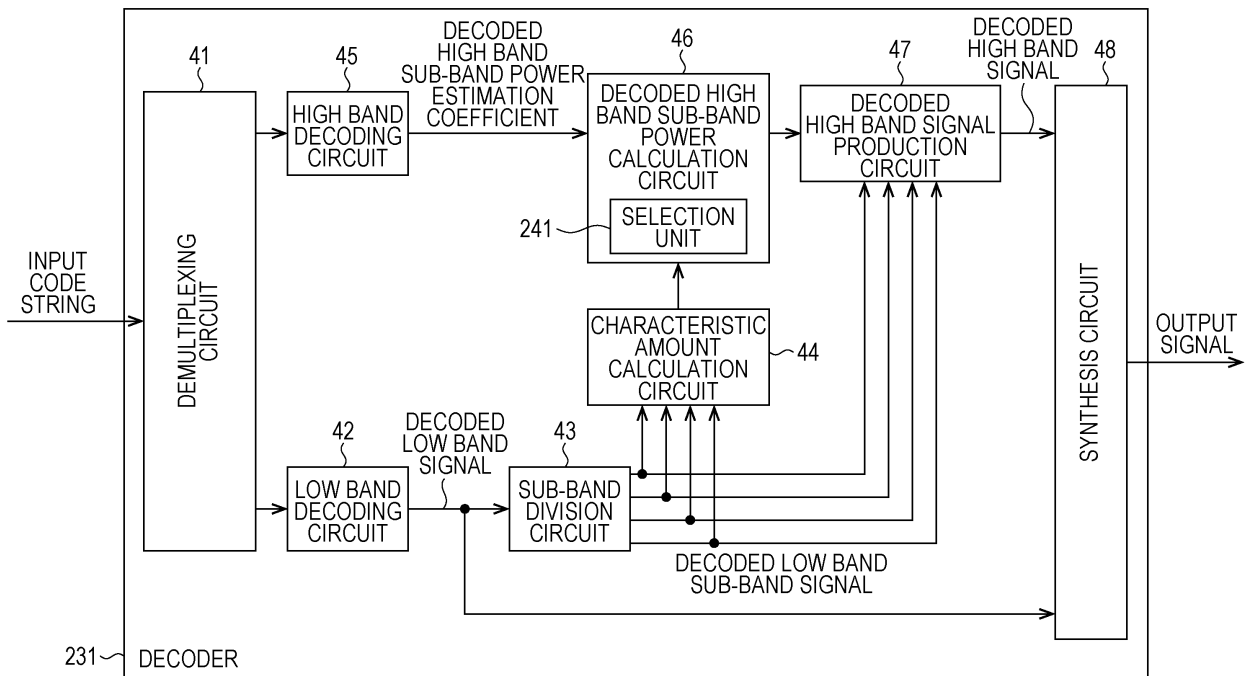 41
45
DECODED
HIGH BAND
SUB-BAND POWER
ESTIMATION
COEFFICIENT
46
47
DECODED
HIGH BAND
SIGNAL
48
HIGH BAND
DECODING
CIRCUIT
DECODED HIGH
BAND SUB-BAND
POWER
CALCULATION
CIRCUIT
DECODED
HIGH BAND SIGNAL
PRODUCTION
CIRCUIT
241
SELECTION
UNIT
INPUT
CODE
STRING
DEMULTIPLEXING
CIRCUIT
CHARACTERISTIC
AMOUNT
CALCULATION
CIRCUIT
44
SYNTHESIS CIRCUIT
OUTPUT
SIGNAL
42
DECODED
LOW BAND
SIGNAL
43
LOW BAND
DECODING
CIRCUIT
SUB-BAND
DIVISION
CIRCUIT
DECODED LOW BAND
SUB-BAND SIGNAL
231
DECODER